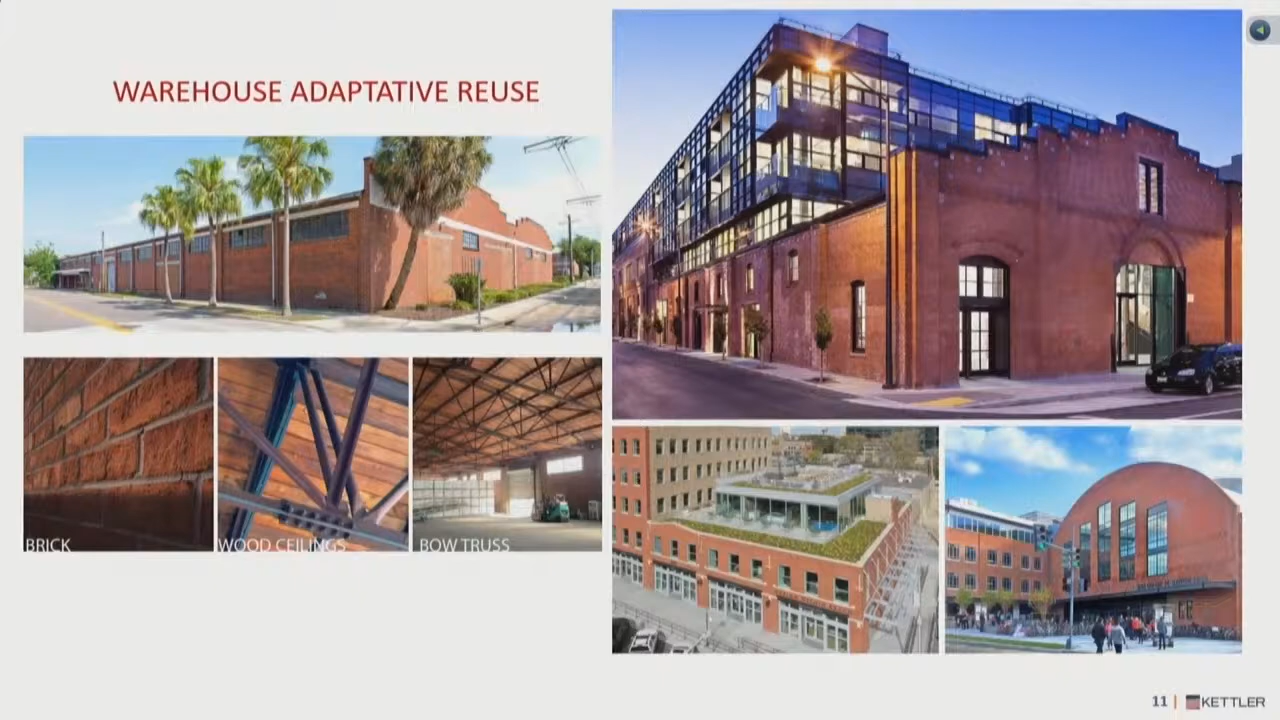 WAREHOUSE ADAPTATIVE REUSE
BRICK
WOOD CEILINGS
BOW TRUSS
11 | KETTLER